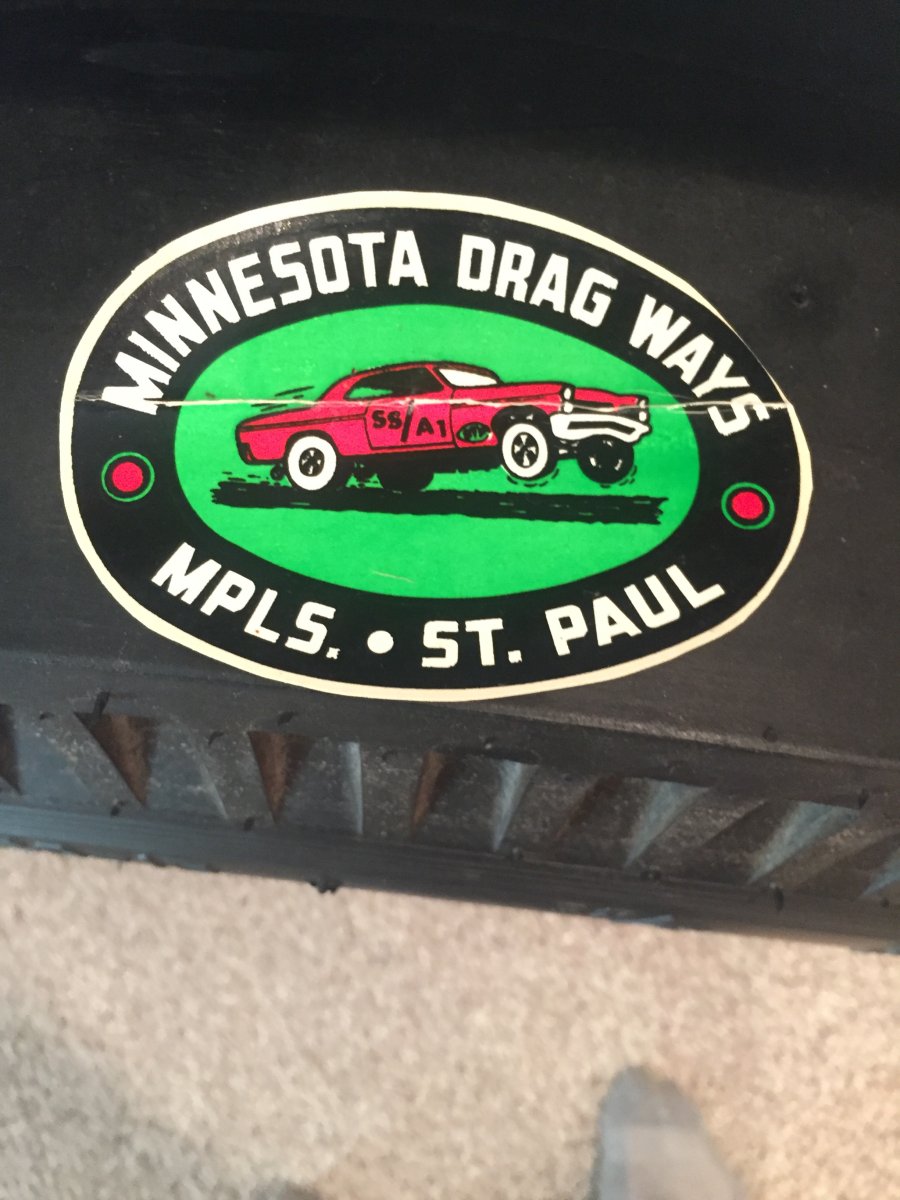 MINNESOTA DRAG WAYS
SS/A1
MPLS. • ST. PAUL